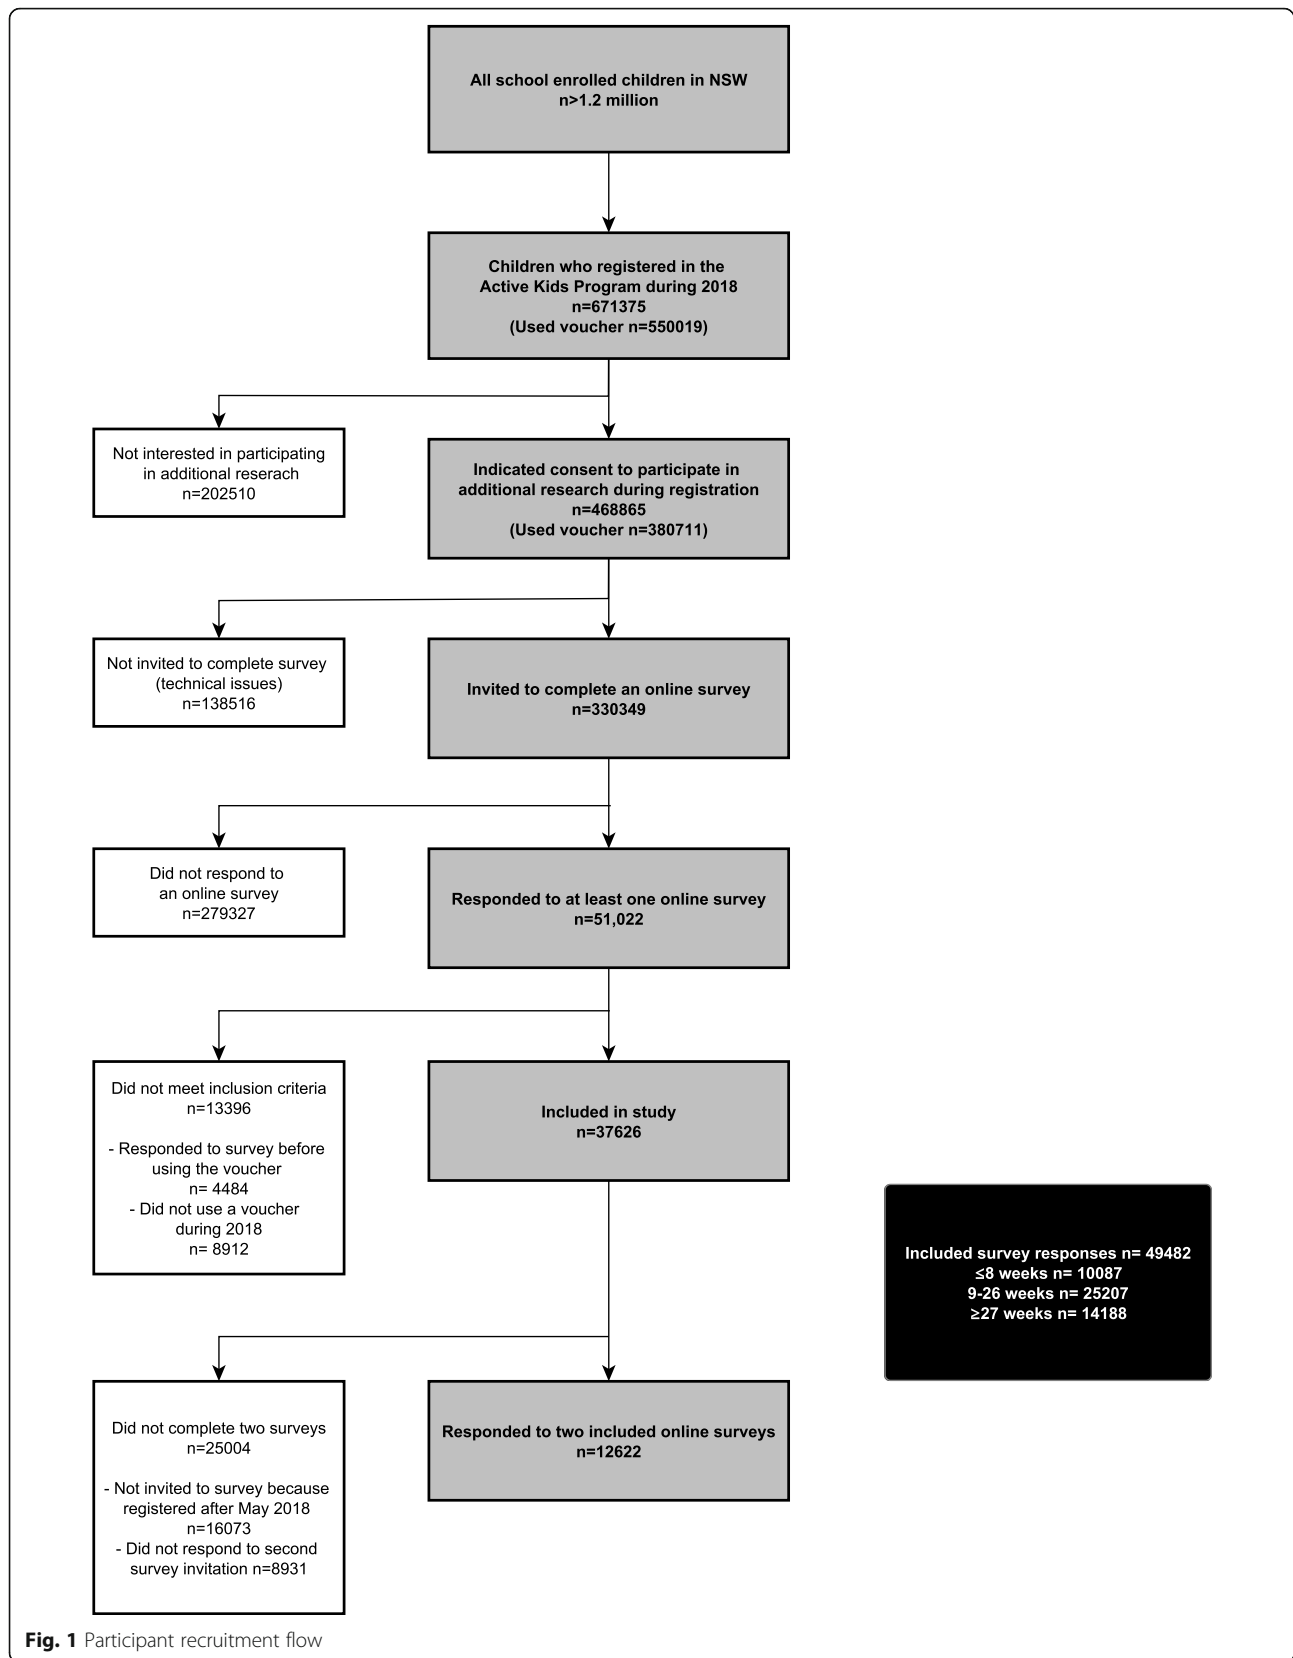 All school enrolled children in NSW
n>1.2 million
Children who registered in the
Active Kids Program during 2018
n=671375
(Used voucher n=550019)
Not interested in participating
in additional reserach
n=202510
Indicated consent to participate in
additional research during registration
n=468865
(Used voucher n=380711)
Not invited to complete survey
(technical issues)
n=138516
Invited to complete an online survey
n=330349
Did not respond to
an online survey
n=279327
Responded to at least one online survey
n=51,022
Did not meet inclusion criteria
n=13396
- Responded to survey before
using the voucher
n= 4484
- Did not use a voucher
during 2018
n= 8912
Included in study
n=37626
Included survey responses n= 49482
≤8 weeks n= 10087
9-26 weeks n= 25207
≥27 weeks n= 14188
Did not complete two surveys
n=25004
- Not invited to survey because
registered after May 2018
n=16073
- Did not respond to second
survey invitation n=8931
Responded to two included online surveys
n=12622
Fig. 1 Participant recruitment flow